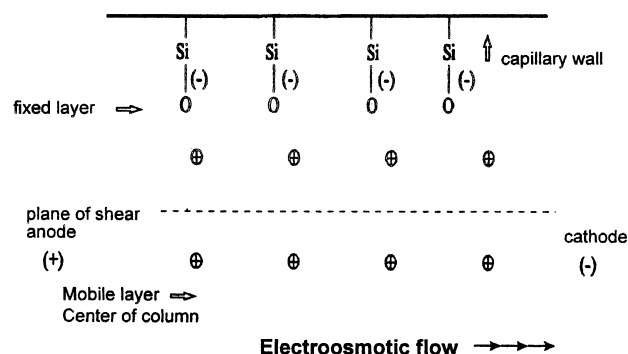 Si Si Si Si
capillary wall
(-) (-) (-) (-)
fixed layer O O O O
⊕ ⊕ ⊕ ⊕
plane of shear
anode
cathode
(+) ⊕ ⊕ ⊕ ⊕ (-)
Mobile layer
Center of column
Electroosmotic flow